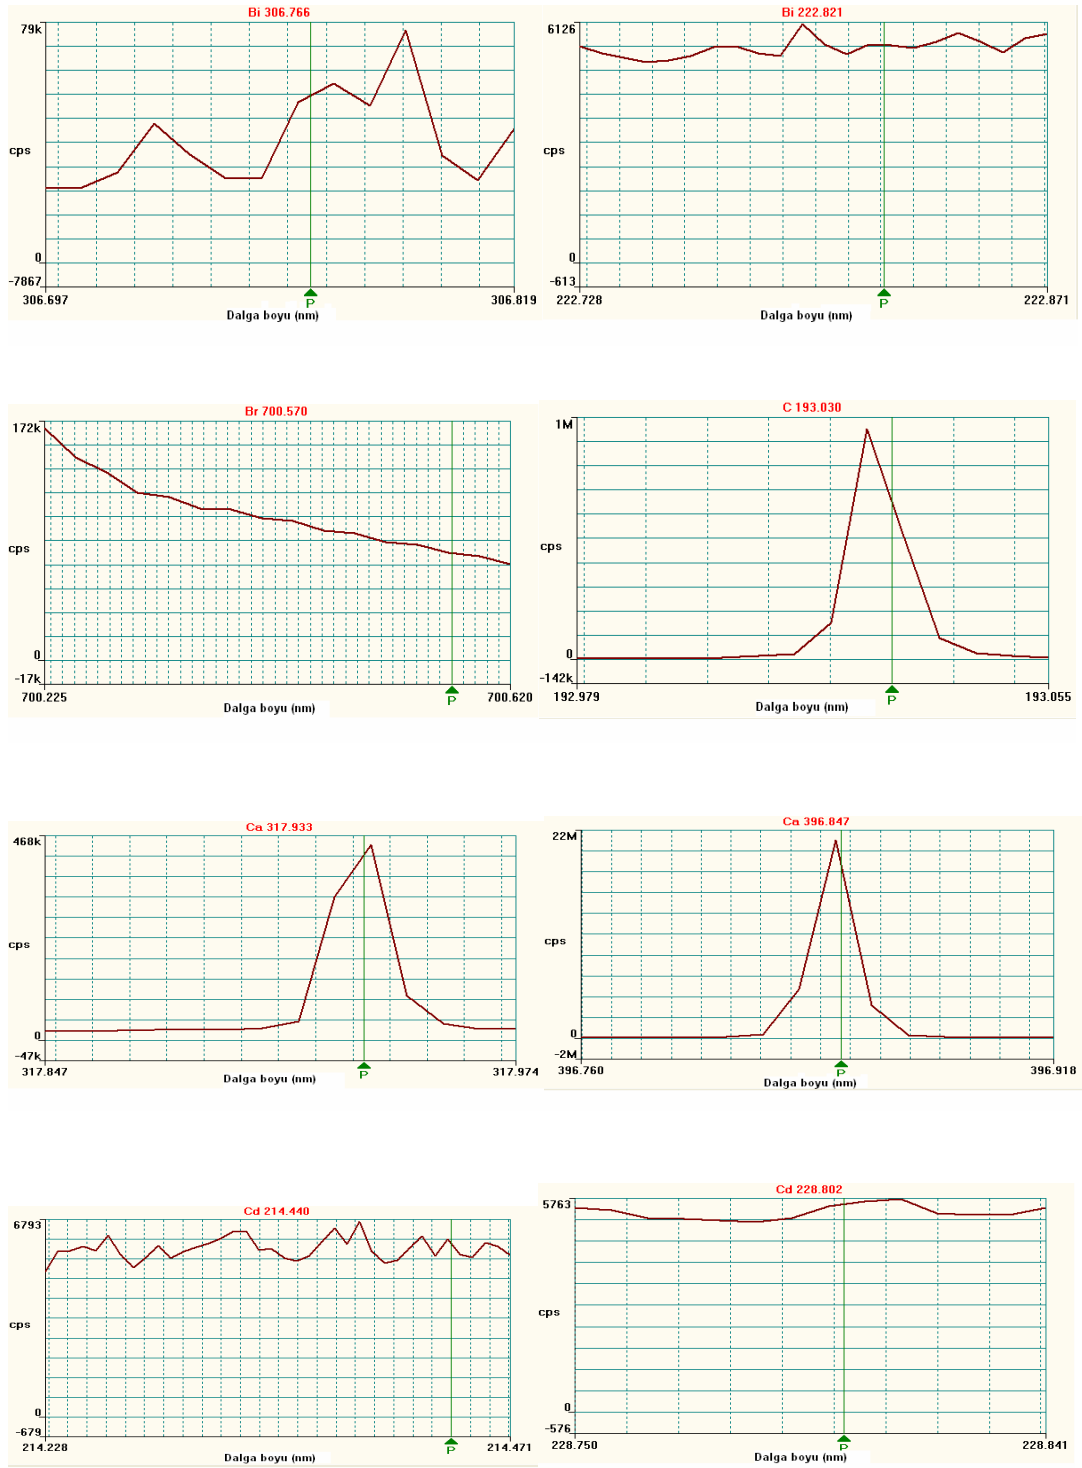 Bi 306.766
79k
cps
0
-7867
306.697
306.819
P
Dalga boyu (nm)
Bi 222.821
6126
cps
0
-613
222.728
222.871
P
Dalga boyu (nm)
Br 700.570
172k
cps
0
-17k
700.225
700.620
P
Dalga boyu (nm)
C 193.030
1M
cps
0
-142k
192.979
193.055
P
Dalga boyu (nm)
Ca 317.933
468k
cps
0
-47k
317.847
317.974
P
Dalga boyu (nm)
Ca 396.847
22M
cps
0
-2M
396.760
396.918
P
Dalga boyu (nm)
Cd 214.440
6793
cps
0
-679
214.228
214.471
P
Dalga boyu (nm)
Cd 228.802
5763
cps
0
-576
228.750
228.841
P
Dalga boyu (nm)